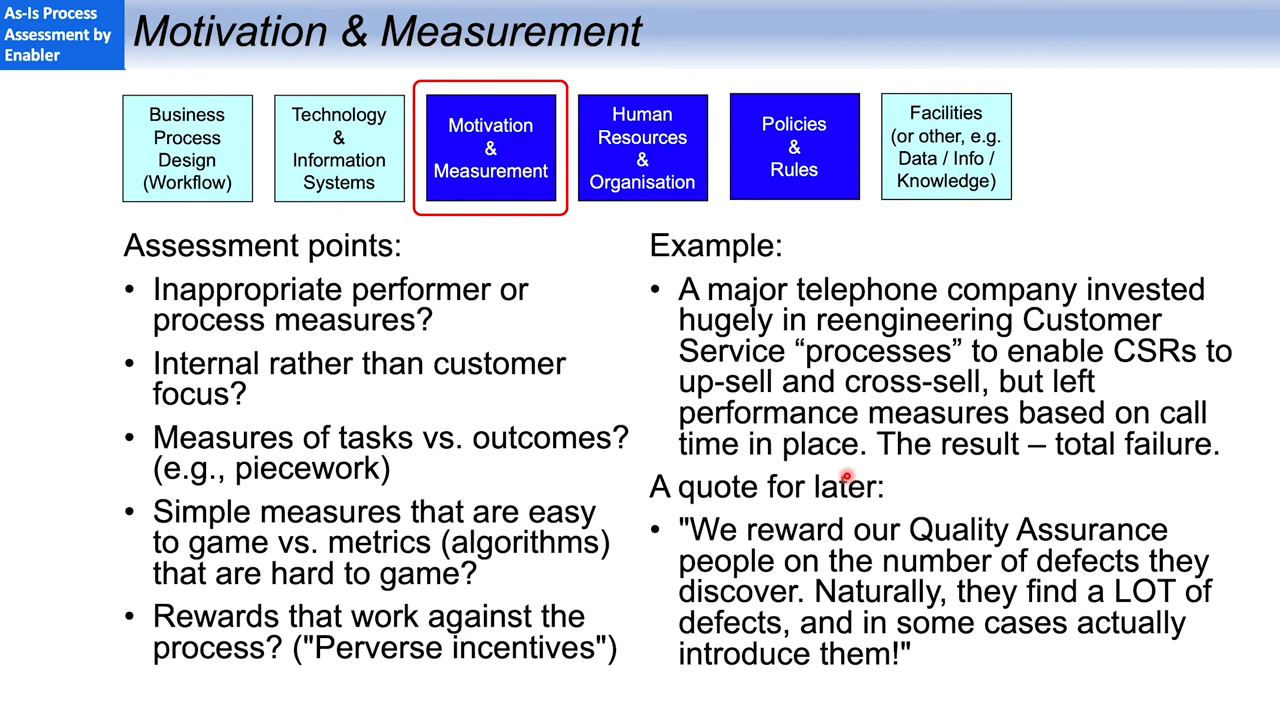 As-Is Process
Assessment by
Enabler
Motivation & Measurement
Business
Process
Design
(Workflow)
Technology
&
Information
Systems
Motivation
&
Measurement
Human
Resources
&
Organisation
Policies
&
Rules
Facilities
(or other, e.g.
Data / Info /
Knowledge)
Assessment points:
• Inappropriate performer or
process measures?
• Internal rather than customer
focus?
• Measures of tasks vs. outcomes?
(e.g., piecework)
• Simple measures that are easy
to game vs. metrics (algorithms)
that are hard to game?
• Rewards that work against the
process? ("Perverse incentives")
Example:
• A major telephone company invested
hugely in reengineering Customer
Service “processes” to enable CSRs to
up-sell and cross-sell, but left
performance measures based on call
time in place. The result – total failure.
A quote for later:
• "We reward our Quality Assurance
people on the number of defects they
discover. Naturally, they find a LOT of
defects, and in some cases actually
introduce them!"